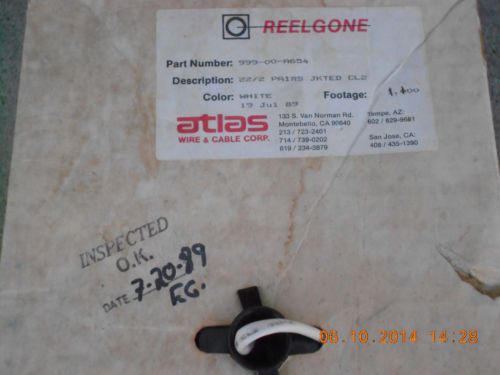 REELGONE
Part Number: 999-00-A654
Description: 22/2 PAIRS JKTED CL2
Color: WHITE Footage: 1,100
19 Jul 89
atlas
WIRE & CABLE CORP.
133 S. Van Norman Rd.
Montebello, CA 90640
213 / 723-2401
714 / 739-0202
619 / 234-3879
Tempe, AZ:
602 / 829-9681
San Jose, CA:
408 / 435-1390
INSPECTED
O.K.
DATE 7-20-89
F.G.
05.10.2014 14:28